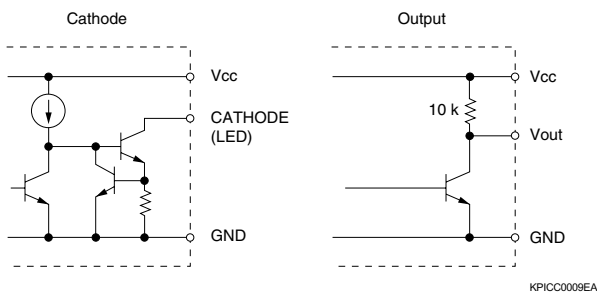 Cathode
Vcc
CATHODE
(LED)
GND
Output
Vcc
10 k
Vout
GND
KPICC0009EA